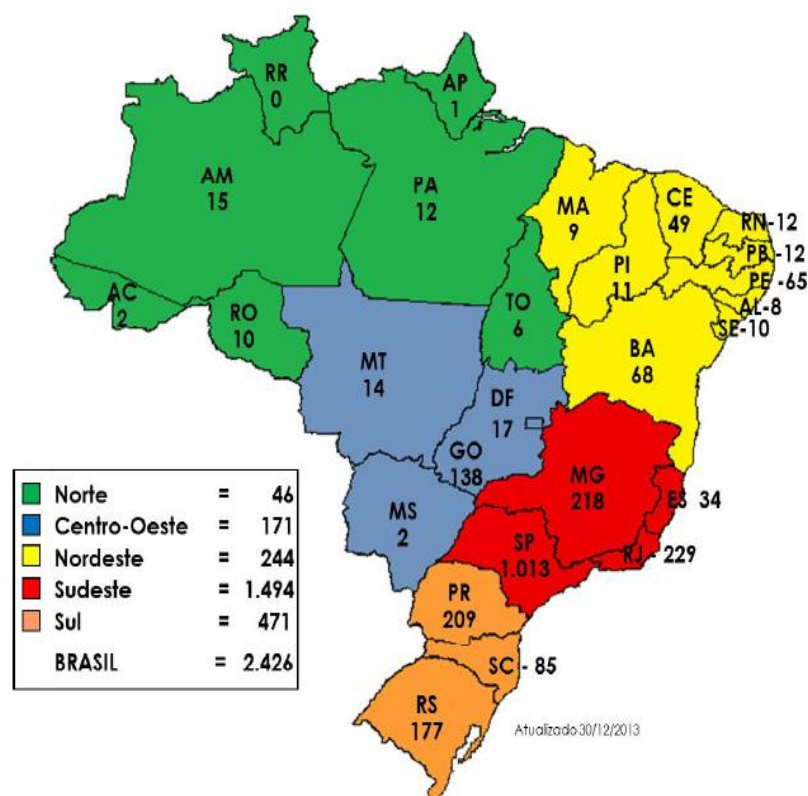 RR
0
AP
1
AM
15
PA
12
MA
9
CE
49
RN-12
PB-12
PE -65
AL-8
SE-10
PI
11
AC
2
RO
10
TO
6
BA
68
MT
14
DF
17
GO
138
MG
218
ES 34
MS
2
SP
1.013
RJ - 229
PR
209
SC - 85
RS
177
Norte = 46
Centro-Oeste = 171
Nordeste = 244
Sudeste = 1.494
Sul = 471
BRASIL = 2.426
Atualizado 30/12/2013